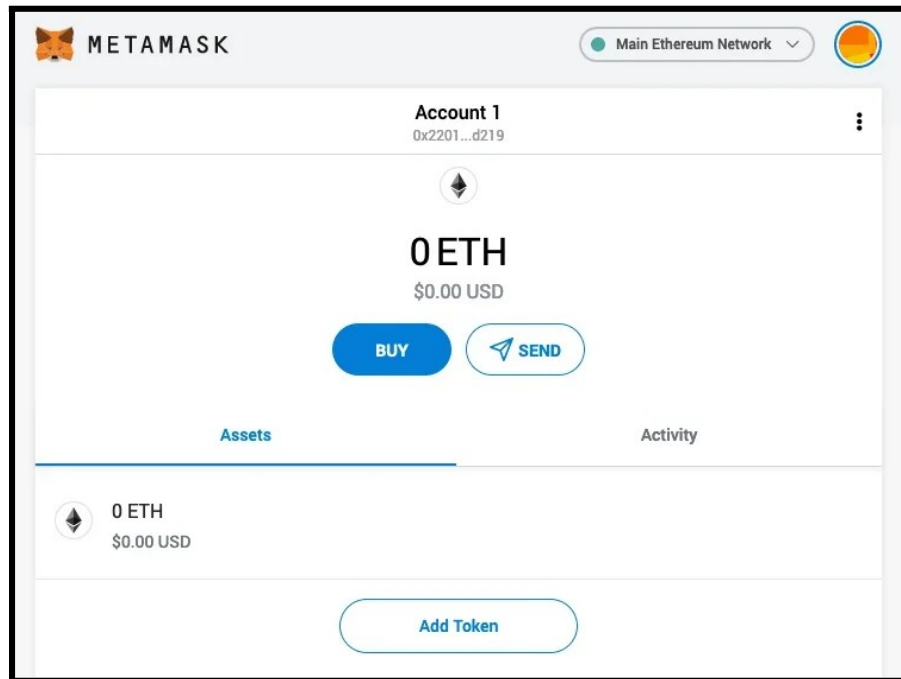 METAMASK
Main Ethereum Network
Account 1
0x2201...d219
0 ETH
$0.00 USD
BUY
SEND
Assets
Activity
0 ETH
$0.00 USD
Add Token